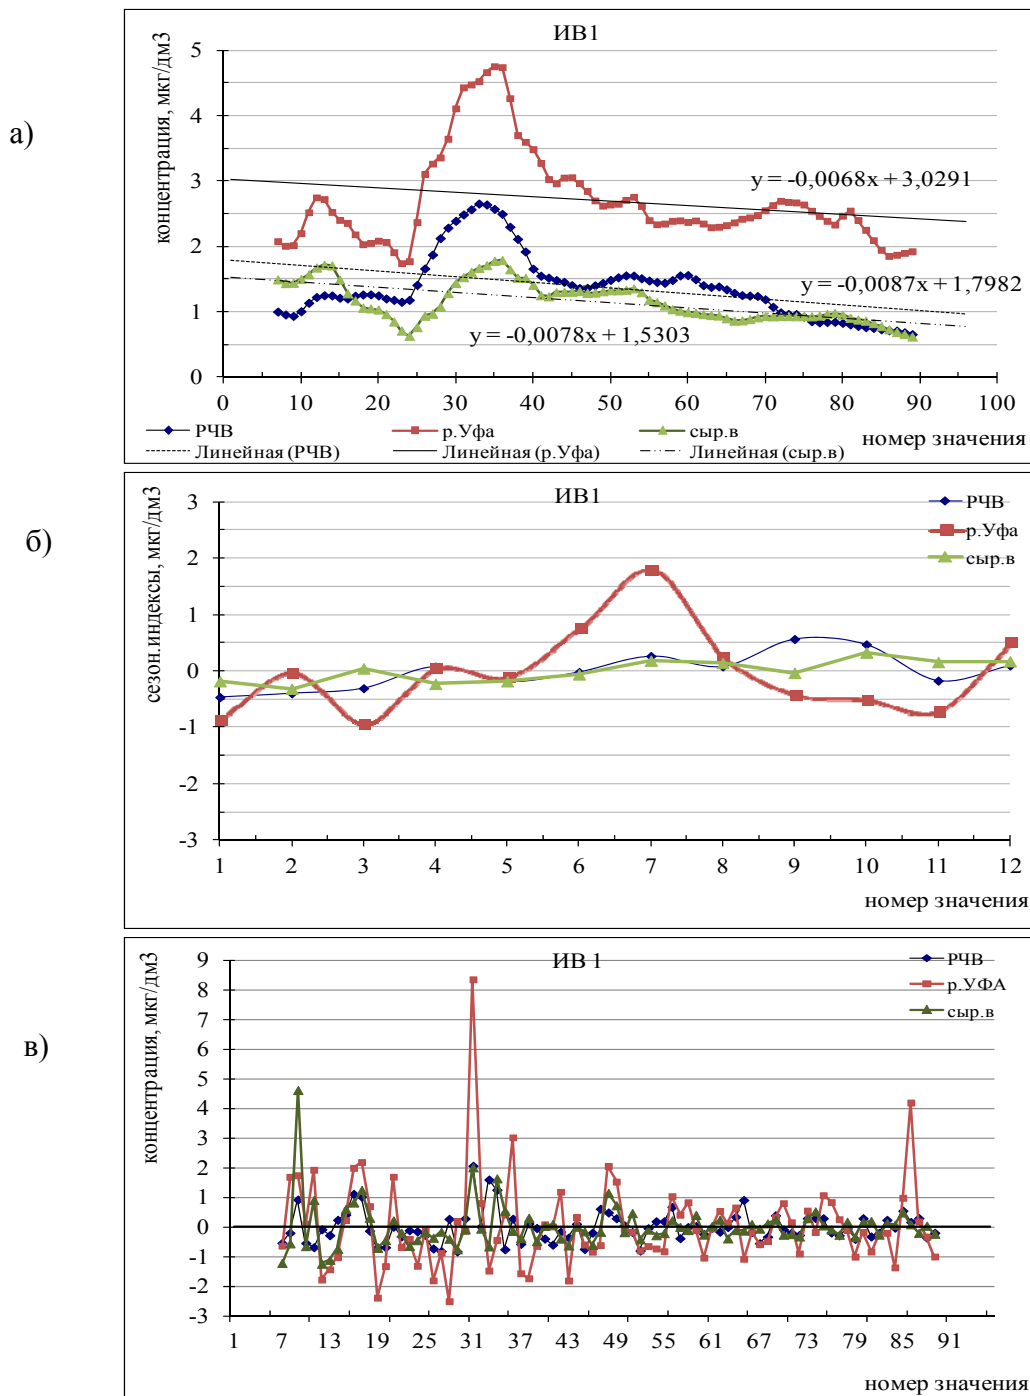 а)
ИВ1
концентрация, мкг/дм3
5
4
3
2
1
0
y = -0,0068x + 3,0291
y = -0,0087x + 1,7982
y = -0,0078x + 1,5303
0 10 20 30 40 50 60 70 80 90 100
номер значения
РЧВ р.Уфа сыр.в
Линейная (РЧВ) Линейная (р.Уфа) Линейная (сыр.в)
б)
ИВ1
сезон.индексы, мкг/дм3
3
2
1
0
-1
-2
-3
РЧВ
р.Уфа
сыр.в
1 2 3 4 5 6 7 8 9 10 11 12
номер значения
в)
ИВ 1
концентрация, мкг/дм3
9
8
7
6
5
4
3
2
1
0
-1
-2
-3
РЧВ
р.УФА
сыр.в
1 7 13 19 25 31 37 43 49 55 61 67 73 79 85 91
номер значения